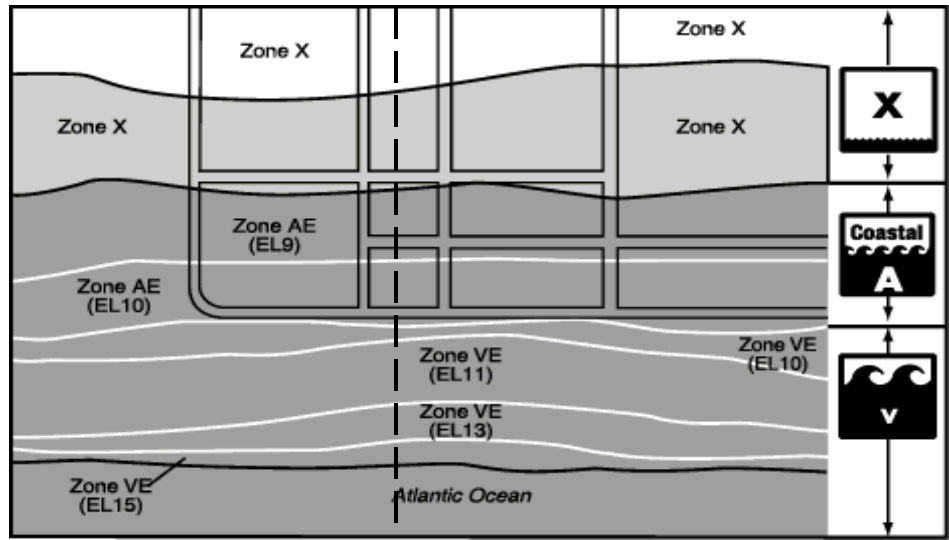 Zone X
Zone X
Zone X
Zone X
X
Zone AE
(EL9)
Coastal
A
Zone AE
(EL10)
Zone VE
(EL11)
Zone VE
(EL10)
Zone VE
(EL13)
V
Zone VE
(EL15)
Atlantic Ocean